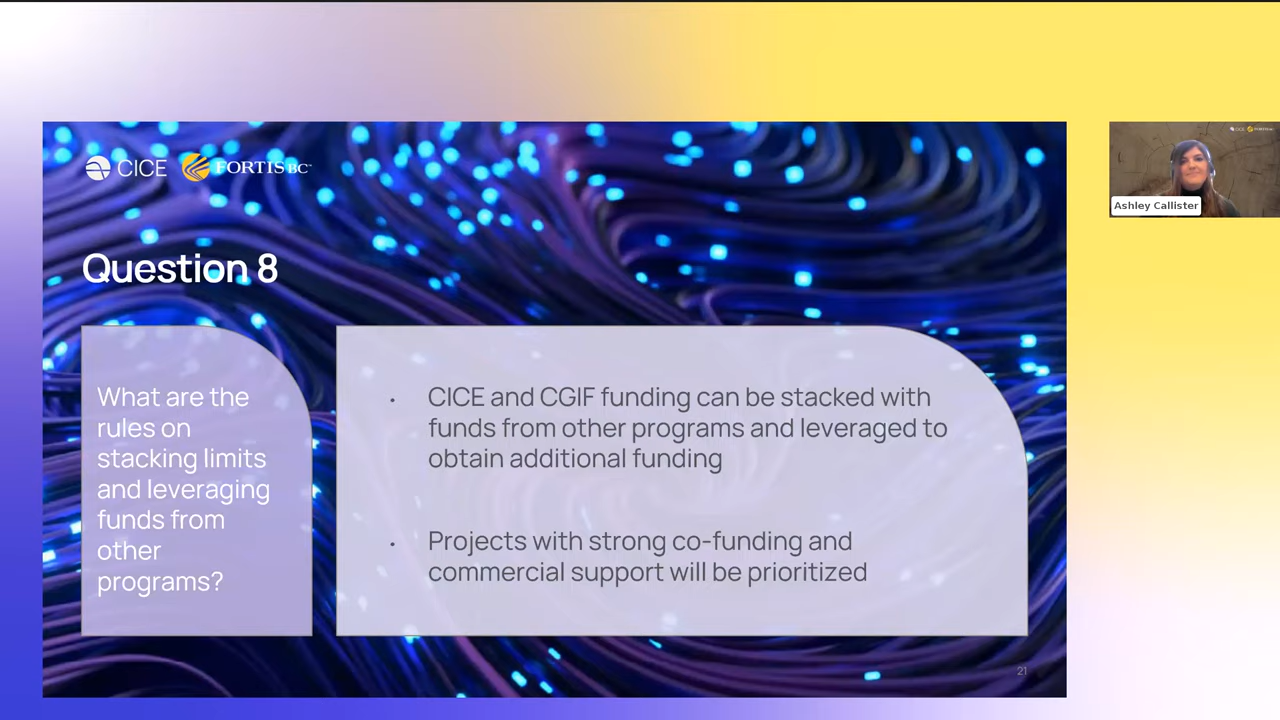 CICE FORTIS BC™
Question 8
What are the
rules on
stacking limits
and leveraging
funds from
other
programs?
• CICE and CGIF funding can be stacked with
funds from other programs and leveraged to
obtain additional funding
• Projects with strong co-funding and
commercial support will be prioritized
21
Ashley Callister